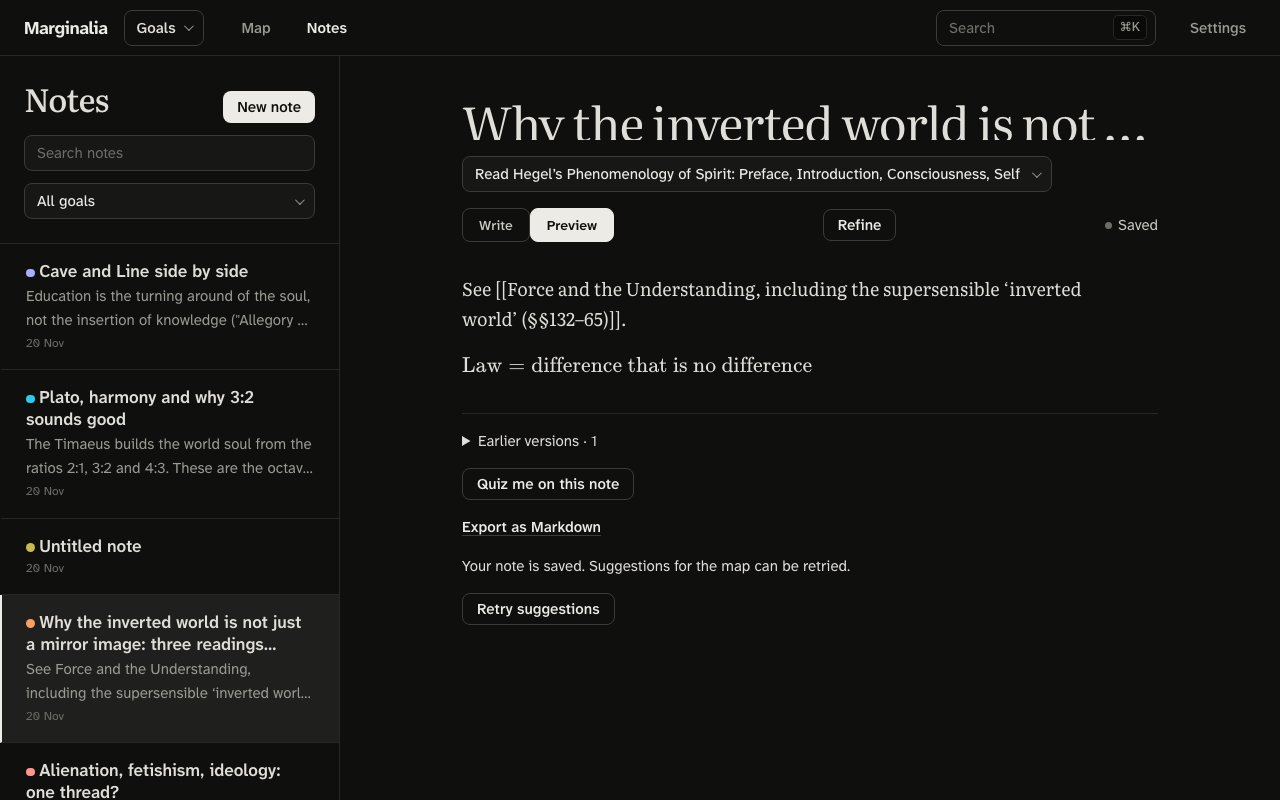 Marginalia
Goals
Map
Notes
Search
⌘K
Settings
Notes
New note
Search notes
All goals
Cave and Line side by side
Education is the turning around of the soul,
not the insertion of knowledge ("Allegory ...
20 Nov
Plato, harmony and why 3:2
sounds good
The Timaeus builds the world soul from the
ratios 2:1, 3:2 and 4:3. These are the octav...
20 Nov
Untitled note
20 Nov
Why the inverted world is not just
a mirror image: three readings...
See Force and the Understanding,
including the supersensible ‘inverted worl...
20 Nov
Alienation, fetishism, ideology:
one thread?
Why the inverted world is not ...
Read Hegel’s Phenomenology of Spirit: Preface, Introduction, Consciousness, Self
Write
Preview
Refine
Saved
See [[Force and the Understanding, including the supersensible ‘inverted
world’ (§§132–65)]].
Law = difference that is no difference
Earlier versions · 1
Quiz me on this note
Export as Markdown
Your note is saved. Suggestions for the map can be retried.
Retry suggestions